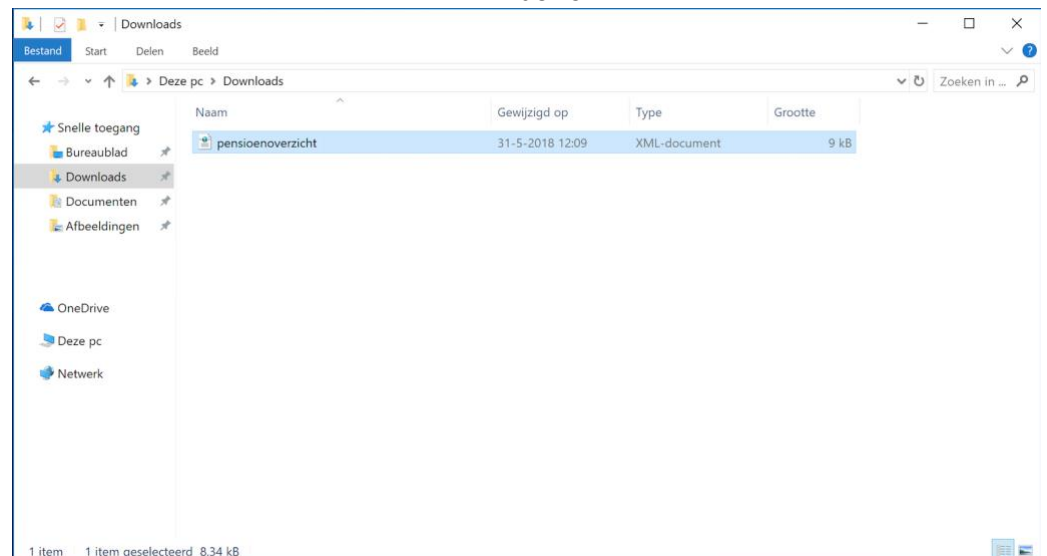 Downloads
Bestand Start Delen Beeld
Deze pc > Downloads Zoeken in ...
Naam Gewijzigd op Type Grootte
pensioenoverzicht 31-5-2018 12:09 XML-document 9 kB
Snelle toegang
Bureaublad
Downloads
Documenten
Afbeeldingen
OneDrive
Deze pc
Netwerk
1 item 1 item geselecteerd 8,34 kB